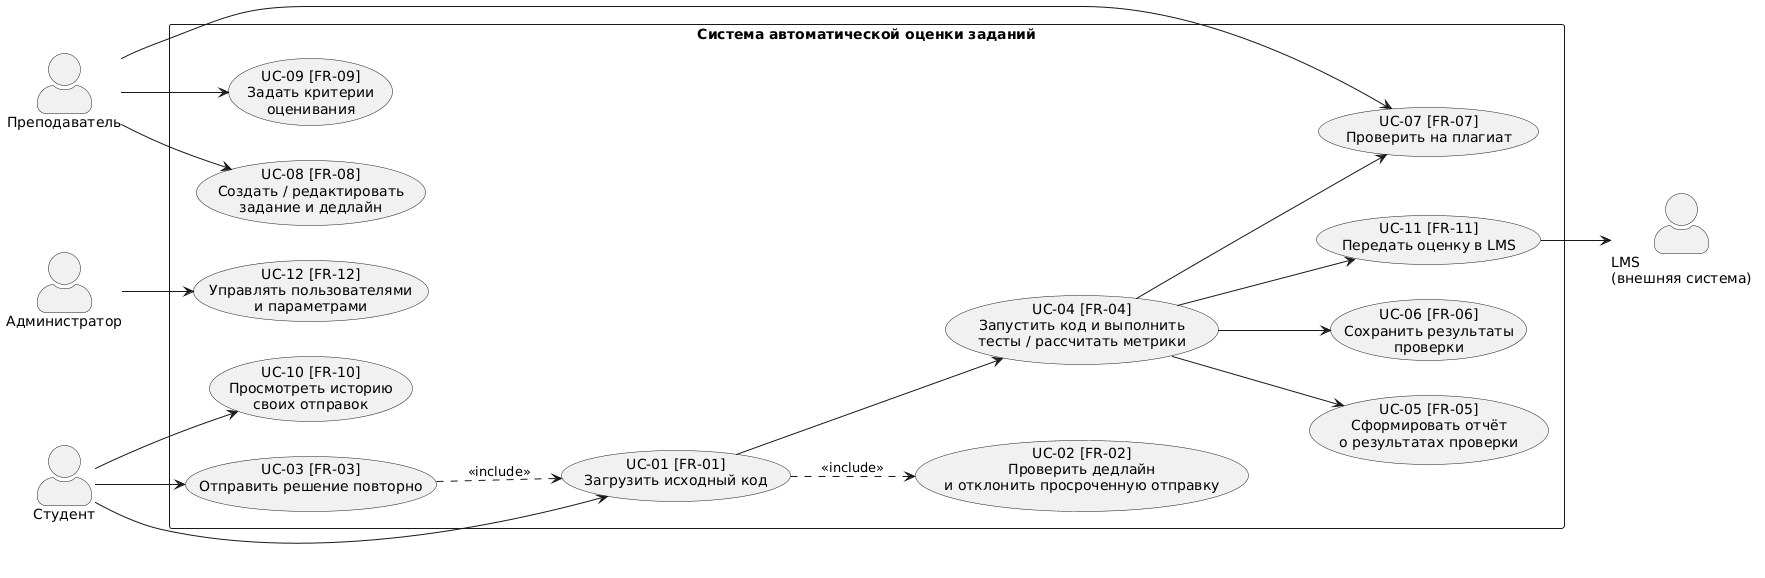 Система автоматической оценки заданий
Преподаватель
UC-09 [FR-09]
Задать критерии
оценивания
UC-08 [FR-08]
Создать / редактировать
задание и дедлайн
Администратор
UC-12 [FR-12]
Управлять пользователями
и параметрами
Студент
UC-10 [FR-10]
Просмотреть историю
своих отправок
UC-03 [FR-03]
Отправить решение повторно
«include»
UC-01 [FR-01]
Загрузить исходный код
«include»
UC-02 [FR-02]
Проверить дедлайн
и отклонить просроченную отправку
UC-04 [FR-04]
Запустить код и выполнить
тесты / рассчитать метрики
UC-07 [FR-07]
Проверить на плагиат
UC-11 [FR-11]
Передать оценку в LMS
UC-06 [FR-06]
Сохранить результаты
проверки
UC-05 [FR-05]
Сформировать отчёт
о результатах проверки
LMS
(внешняя система)